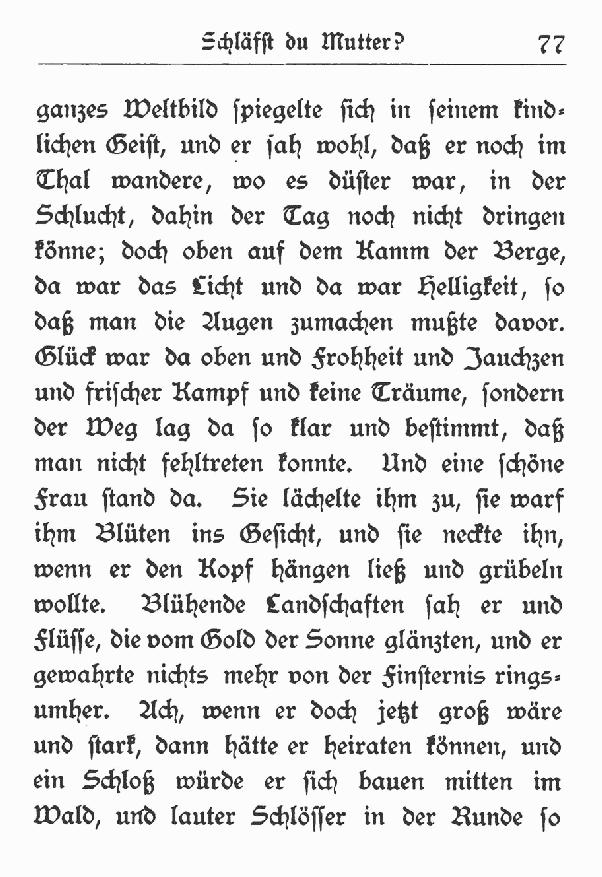 Schläfst du Mutter? 77
ganzes Weltbild spiegelte sich in seinem kind-
lichen Geist, und er sah wohl, daß er noch im
Thal wandere, wo es düster war, in der
Schlucht, dahin der Tag noch nicht dringen
könne; doch oben auf dem Kamm der Berge,
da war das Licht und da war Helligkeit, so
daß man die Augen zumachen mußte davor.
Glück war da oben und Frohheit und Jauchzen
und frischer Kampf und keine Träume, sondern
der Weg lag da so klar und bestimmt, daß
man nicht fehltreten konnte. Und eine schöne
Frau stand da. Sie lächelte ihm zu, sie warf
ihm Blüten ins Gesicht, und sie neckte ihn,
wenn er den Kopf hängen ließ und grübeln
wollte. Blühende Landschaften sah er und
Flüsse, die vom Gold der Sonne glänzten, und er
gewahrte nichts mehr von der Finsternis rings-
umher. Ach, wenn er doch jetzt groß wäre
und stark, dann hätte er heiraten können, und
ein Schloß würde er sich bauen mitten im
Wald, und lauter Schlösser in der Runde so